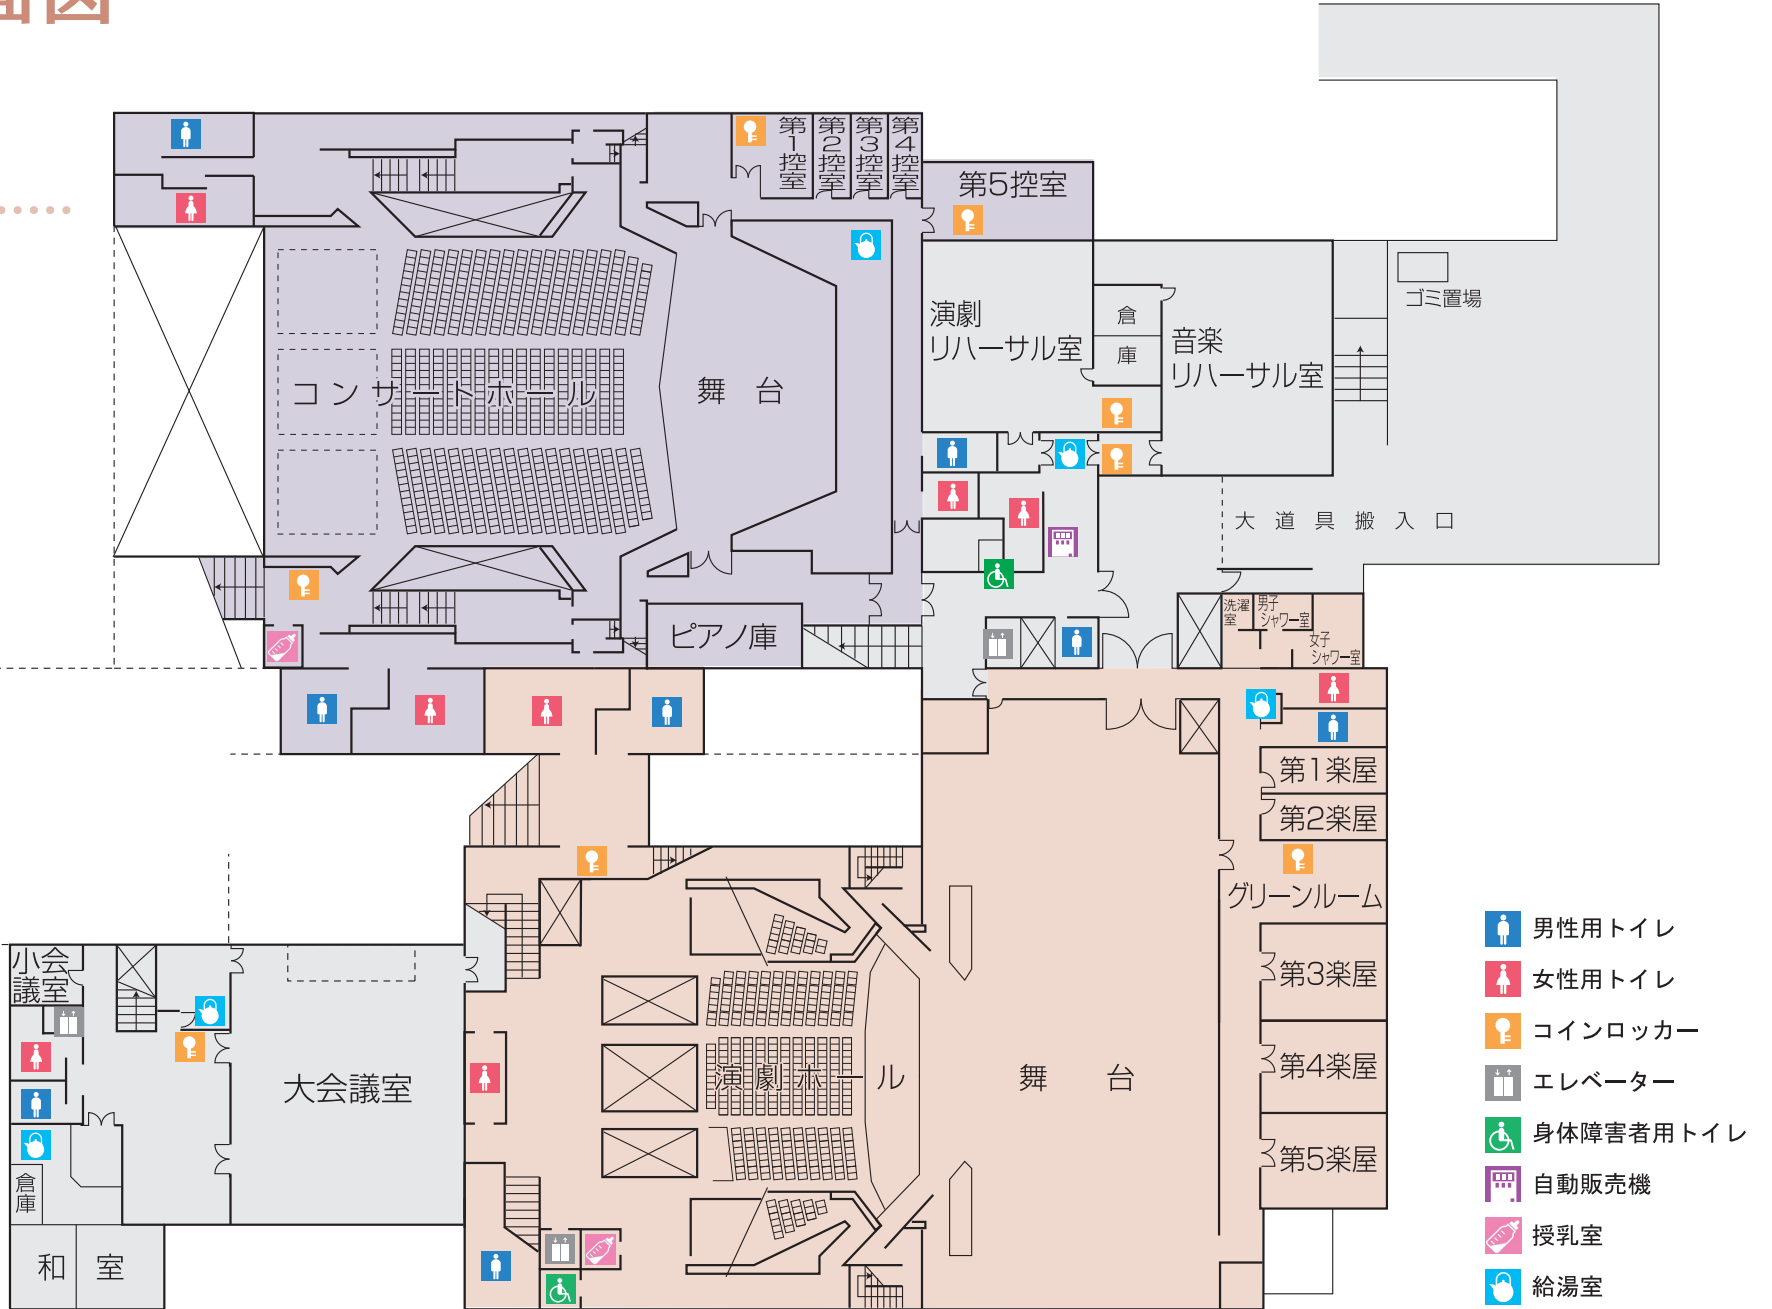 面図
第1控室
第2控室
第3控室
第4控室
第5控室
コンサートホール
舞台
演劇
リハーサル室
倉
庫
音楽
リハーサル室
ゴミ置場
大道具搬入口
ピアノ庫
洗濯
室
男子
シャワー室
女子
シャワー室
第1楽屋
第2楽屋
グリーンルーム
第3楽屋
第4楽屋
第5楽屋
小会
議室
大会議室
演劇ホール
舞台
倉
庫
和室
男性用トイレ
女性用トイレ
コインロッカー
エレベーター
身体障害者用トイレ
自動販売機
授乳室
給湯室